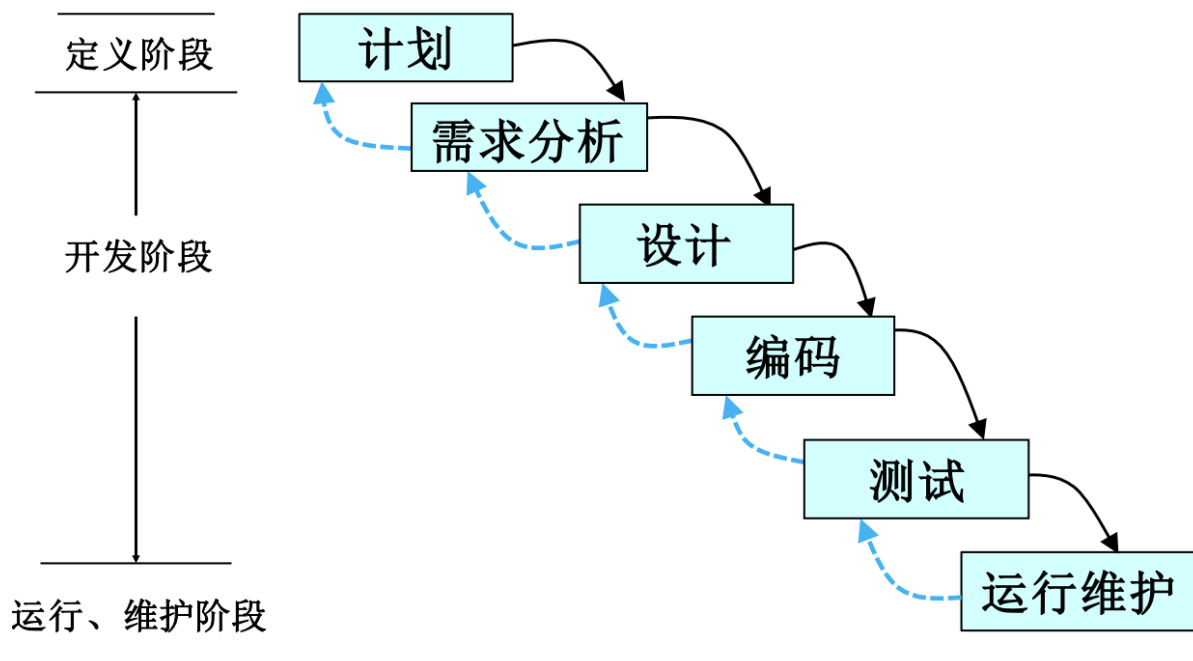 定义阶段
计划
需求分析
开发阶段
设计
编码
测试
运行、维护阶段
运行维护